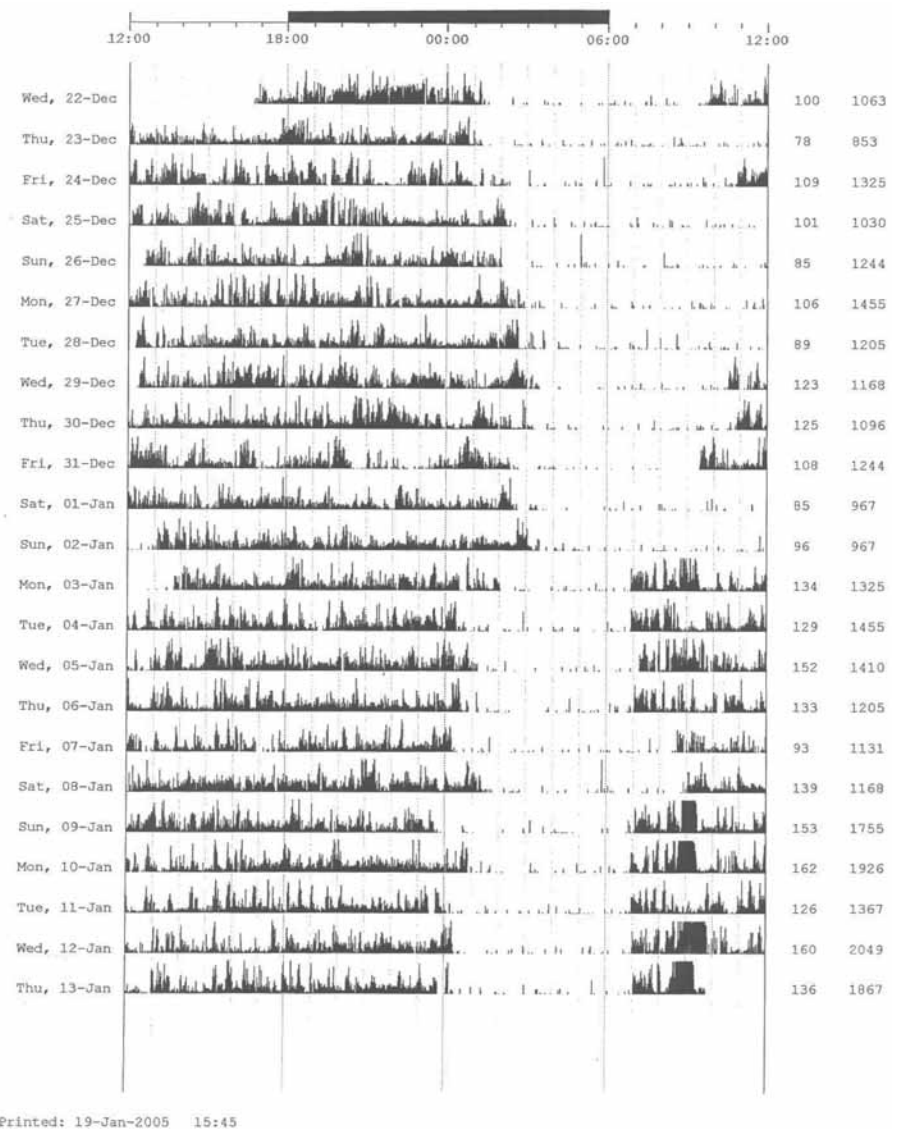 12:00 18:00 00:00 06:00 12:00
Wed, 22-Dec 100 1063
Thu, 23-Dec 78 853
Fri, 24-Dec 109 1325
Sat, 25-Dec 101 1030
Sun, 26-Dec 85 1244
Mon, 27-Dec 106 1455
Tue, 28-Dec 89 1205
Wed, 29-Dec 123 1168
Thu, 30-Dec 125 1096
Fri, 31-Dec 108 1244
Sat, 01-Jan 85 967
Sun, 02-Jan 96 967
Mon, 03-Jan 134 1325
Tue, 04-Jan 129 1455
Wed, 05-Jan 152 1410
Thu, 06-Jan 133 1205
Fri, 07-Jan 93 1131
Sat, 08-Jan 139 1168
Sun, 09-Jan 153 1755
Mon, 10-Jan 162 1926
Tue, 11-Jan 126 1367
Wed, 12-Jan 160 2049
Thu, 13-Jan 136 1867
Printed: 19-Jan-2005 15:45